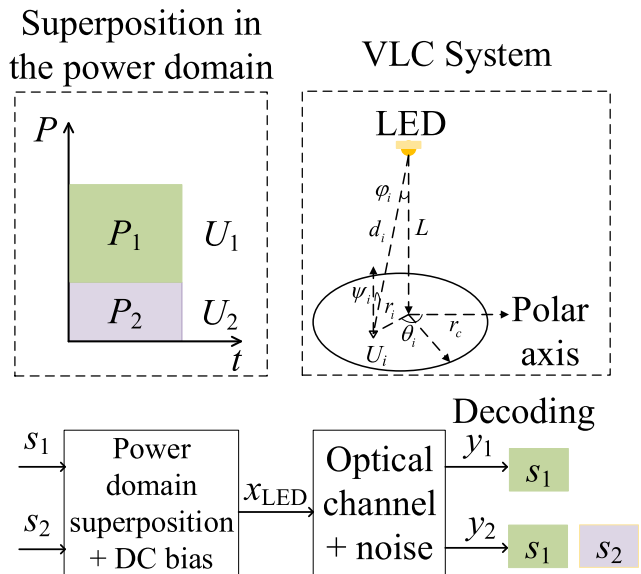 Superposition in
the power domain
P
P1
U1
P2
U2
t
VLC System
LED
φi
di
L
ψi
ri
θi
rc
Ui
Polar
axis
s1
s2
Power
domain
superposition
+ DC bias
xLED
Optical
channel
+ noise
Decoding
y1
s1
y2
s1
s2